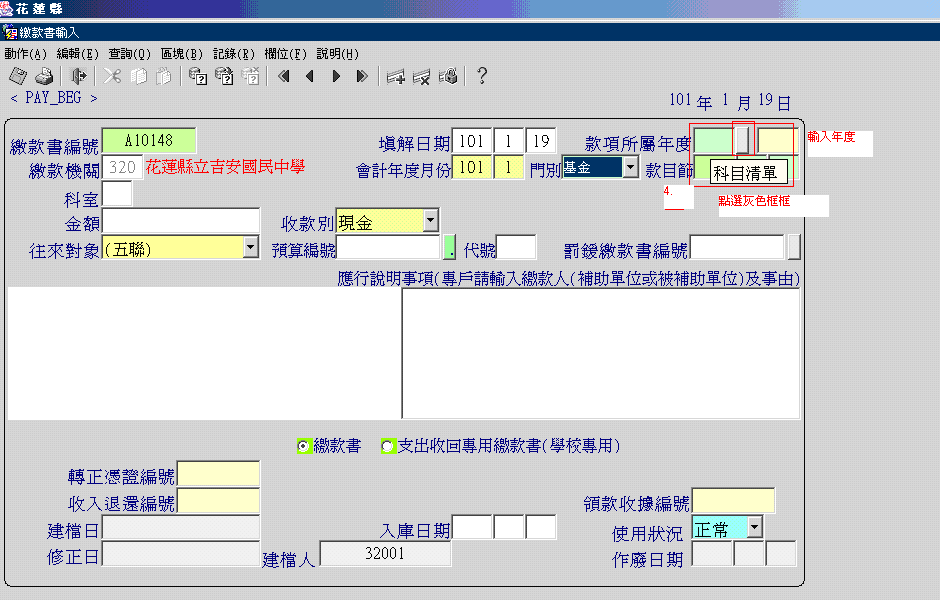 花蓮縣
繳款書輸入
動作(A) 編輯(E) 查詢(Q) 區塊(B) 記錄(R) 欄位(F) 說明(H)
< PAY_BEG >
101 年 1 月 19 日
繳款書編號 A10148 填解日期 101 1 19 款項所屬年度 輸入年度
繳款機關 320 花蓮縣立吉安國民中學 會計年度月份 101 1 門別 基金 款目節 科目清單
科室 4. 點選灰色框框
金額 收款別 現金
往來對象 (五聯) 預算編號 . 代號 罰鍰繳款書編號
應行說明事項(專戶請輸入繳款人(補助單位或被補助單位)及事由)
繳款書 支出收回專用繳款書(學校專用)
轉正憑證編號
收入退還編號 領款收據編號
建檔日 入庫日期 使用狀況 正常
修正日 建檔人 32001 作廢日期